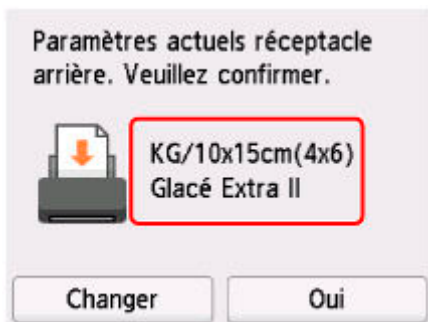 Paramètres actuels réceptacle
arrière. Veuillez confirmer.
KG/10x15cm(4x6)
Glacé Extra II
Changer
Oui